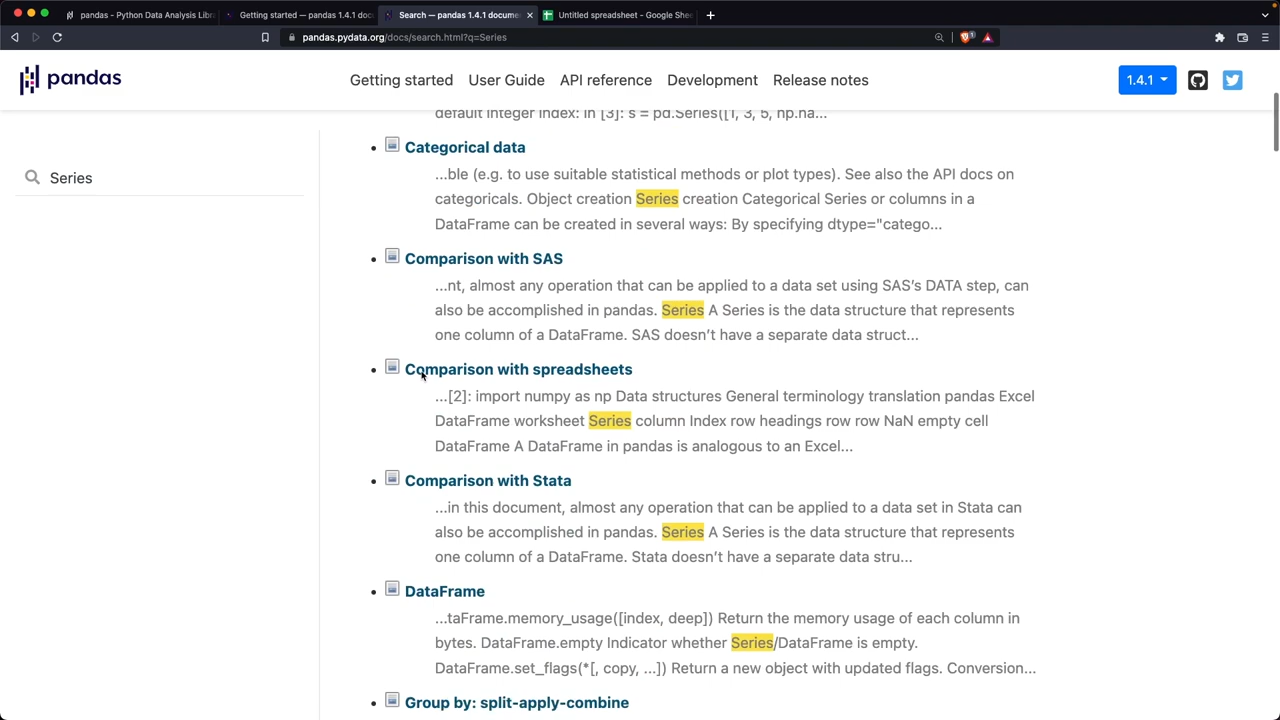 pandas - Python Data Analysis Libr
Getting started — pandas 1.4.1 doc
Search — pandas 1.4.1 docume
Untitled spreadsheet - Google She
pandas.pydata.org/docs/search.html?q=Series
1
pandas
Getting started
User Guide
API reference
Development
Release notes
1.4.1
Series
default integer index: In [3]: s = pd.Series([1, 3, 5, np.na...
Categorical data
...ble (e.g. to use suitable statistical methods or plot types). See also the API docs on
categoricals. Object creation Series creation Categorical Series or columns in a
DataFrame can be created in several ways: By specifying dtype="catego...
Comparison with SAS
...nt, almost any operation that can be applied to a data set using SAS’s DATA step, can
also be accomplished in pandas. Series A Series is the data structure that represents
one column of a DataFrame. SAS doesn’t have a separate data struct...
Comparison with spreadsheets
...[2]: import numpy as np Data structures General terminology translation pandas Excel
DataFrame worksheet Series column Index row headings row row NaN empty cell
DataFrame A DataFrame in pandas is analogous to an Excel...
Comparison with Stata
...in this document, almost any operation that can be applied to a data set in Stata can
also be accomplished in pandas. Series A Series is the data structure that represents
one column of a DataFrame. Stata doesn’t have a separate data stru...
DataFrame
...taFrame.memory_usage([index, deep]) Return the memory usage of each column in
bytes. DataFrame.empty Indicator whether Series/DataFrame is empty.
DataFrame.set_flags(*[, copy, ...]) Return a new object with updated flags. Conversion...
Group by: split-apply-combine